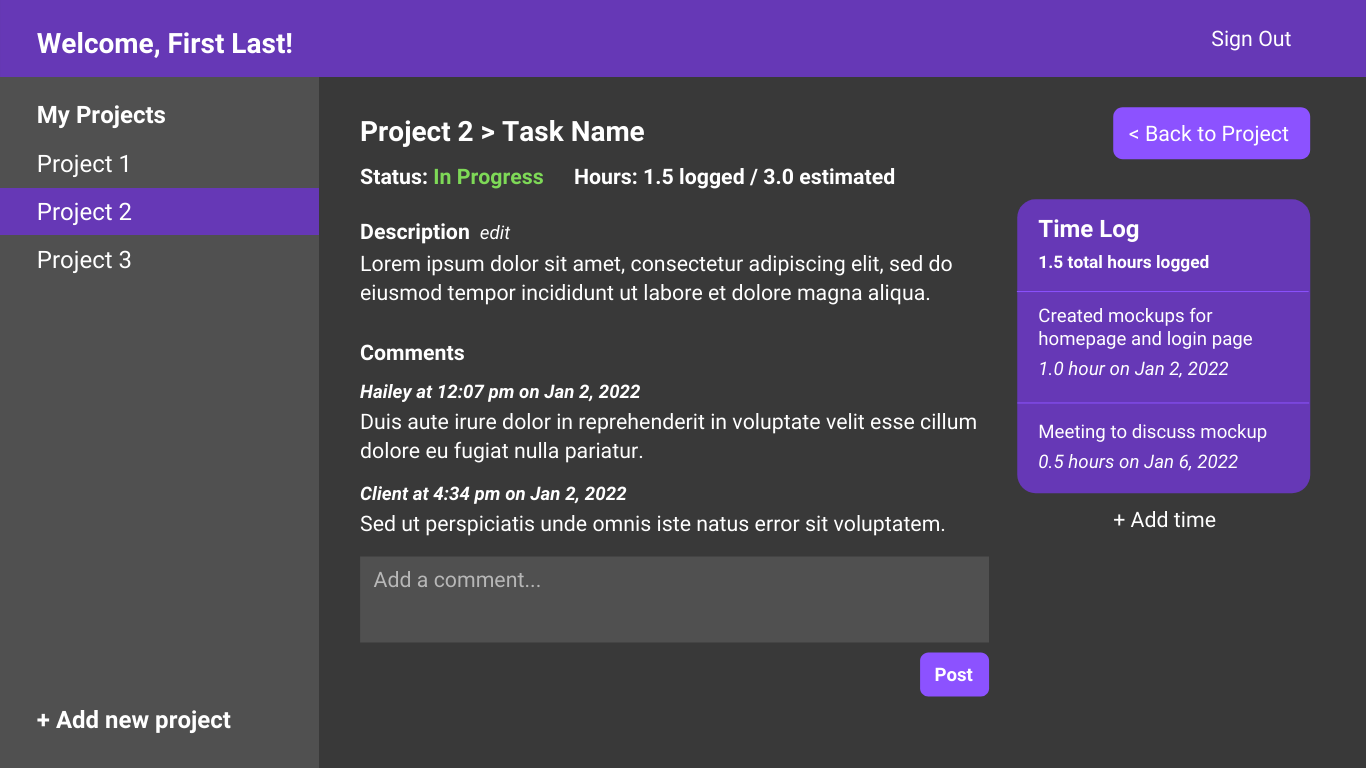 Welcome, First Last!
Sign Out
My Projects
Project 1
Project 2
Project 3
+ Add new project
Project 2 > Task Name
< Back to Project
Status: In Progress Hours: 1.5 logged / 3.0 estimated
Description edit
Lorem ipsum dolor sit amet, consectetur adipiscing elit, sed do
eiusmod tempor incididunt ut labore et dolore magna aliqua.
Comments
Hailey at 12:07 pm on Jan 2, 2022
Duis aute irure dolor in reprehenderit in voluptate velit esse cillum
dolore eu fugiat nulla pariatur.
Client at 4:34 pm on Jan 2, 2022
Sed ut perspiciatis unde omnis iste natus error sit voluptatem.
Add a comment...
Post
Time Log
1.5 total hours logged
Created mockups for
homepage and login page
1.0 hour on Jan 2, 2022
Meeting to discuss mockup
0.5 hours on Jan 6, 2022
+ Add time